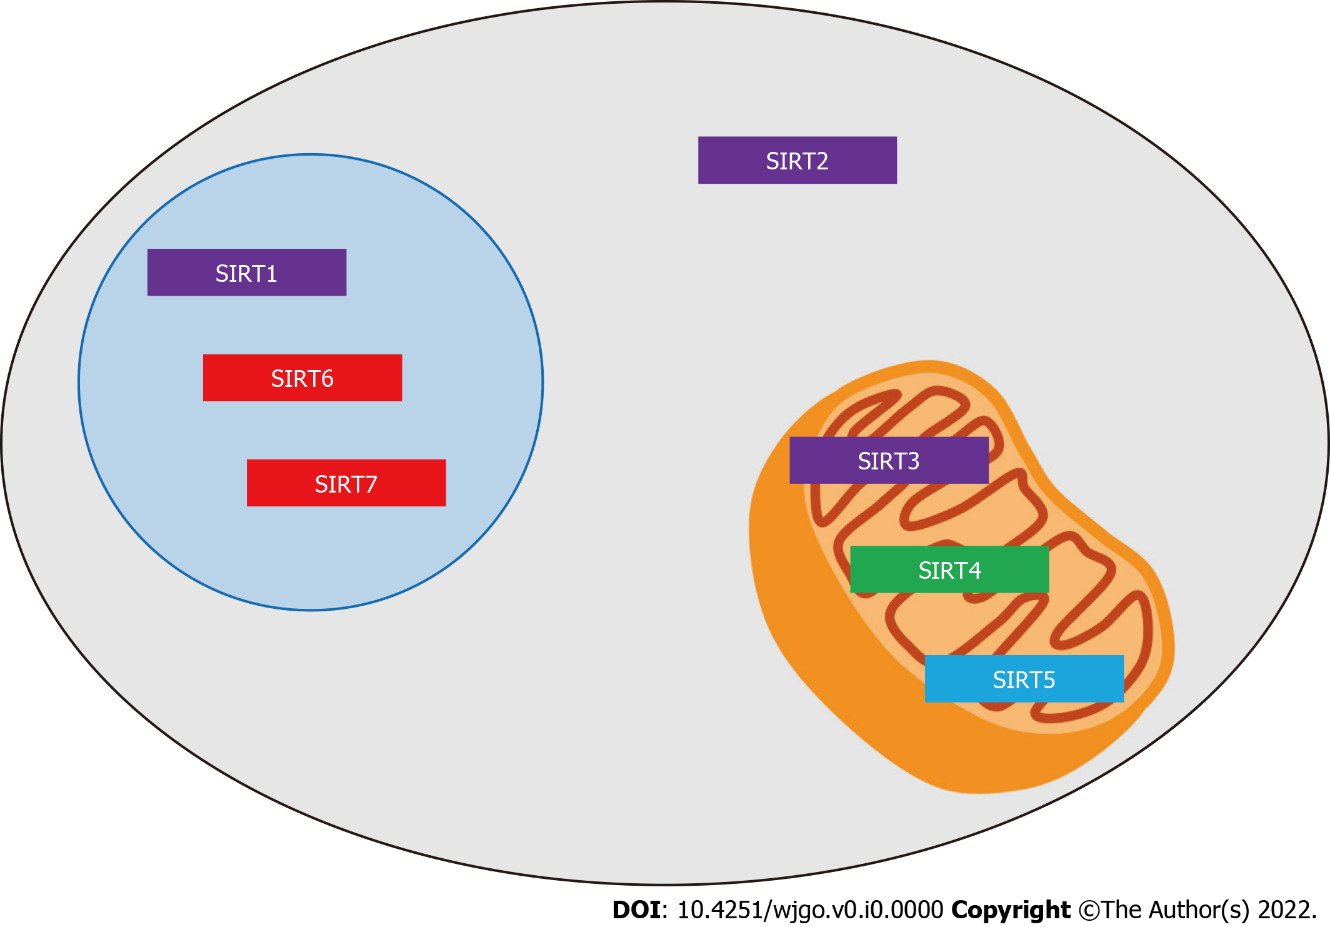 SIRT2
SIRT1
SIRT6
SIRT7
SIRT3
SIRT4
SIRT5
DOI: 10.4251/wjgo.v0.i0.0000 Copyright ©The Author(s) 2022.